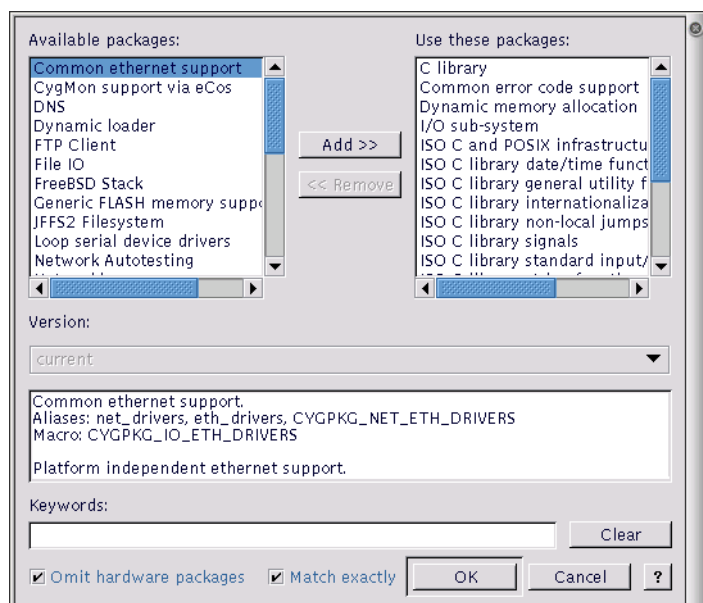 Available packages:
Common ethernet support
CygMon support via eCos
DNS
Dynamic loader
FTP Client
File IO
FreeBSD Stack
Generic FLASH memory suppo
JFFS2 Filesystem
Loop serial device drivers
Network Autotesting
Add >>
<< Remove
Use these packages:
C library
Common error code support
Dynamic memory allocation
I/O sub-system
ISO C and POSIX infrastructu
ISO C library date/time funct
ISO C library general utility f
ISO C library internationaliza
ISO C library non-local jumps
ISO C library signals
ISO C library standard input/
Version:
current
Common ethernet support.
Aliases: net_drivers, eth_drivers, CYGPKG_NET_ETH_DRIVERS
Macro: CYGPKG_IO_ETH_DRIVERS
Platform independent ethernet support.
Keywords:
Clear
Omit hardware packages
Match exactly
OK
Cancel
?